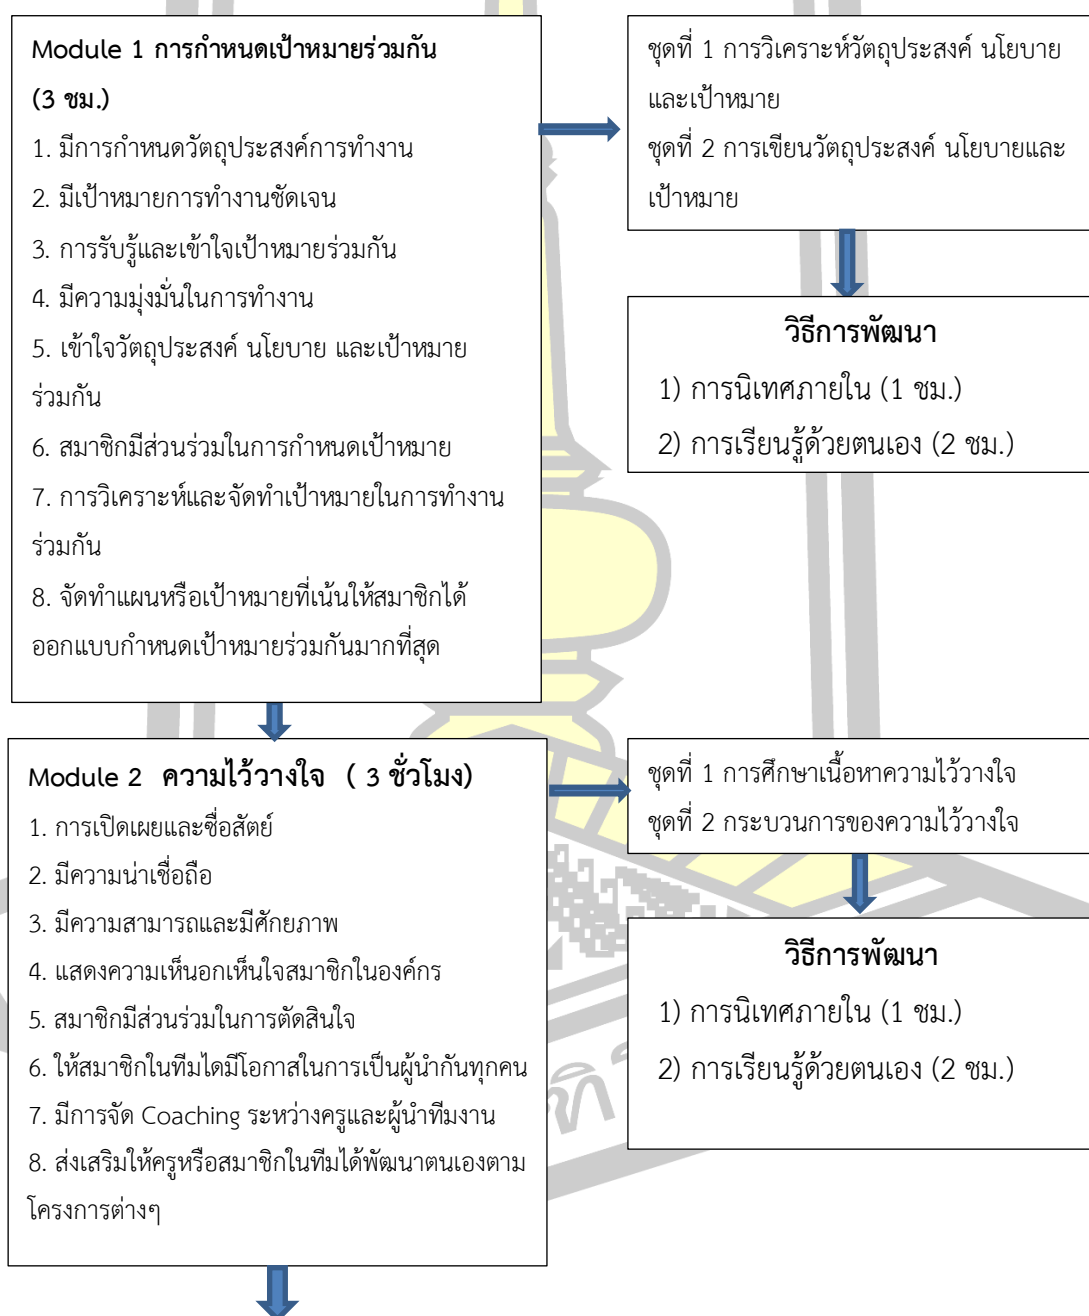 Module 1 การกำหนดเป้าหมายร่วมกัน
(3 ชม.)
1. มีการกำหนดวัตถุประสงค์การทำงาน
2. มีเป้าหมายการทำงานชัดเจน
3. การรับรู้และเข้าใจเป้าหมายร่วมกัน
4. มีความมุ่งมั่นในการทำงาน
5. เข้าใจวัตถุประสงค์ นโยบาย และเป้าหมาย
ร่วมกัน
6. สมาชิกมีส่วนร่วมในการกำหนดเป้าหมาย
7. การวิเคราะห์และจัดทำเป้าหมายในการทำงาน
ร่วมกัน
8. จัดทำแผนหรือเป้าหมายที่เน้นให้สมาชิกได้
ออกแบบกำหนดเป้าหมายร่วมกันมากที่สุด
ชุดที่ 1 การวิเคราะห์วัตถุประสงค์ นโยบาย
และเป้าหมาย
ชุดที่ 2 การเขียนวัตถุประสงค์ นโยบายและ
เป้าหมาย
วิธีการพัฒนา
1) การนิเทศภายใน (1 ชม.)
2) การเรียนรู้ด้วยตนเอง (2 ชม.)
Module 2 ความไว้วางใจ ( 3 ชั่วโมง)
1. การเปิดเผยและซื่อสัตย์
2. มีความน่าเชื่อถือ
3. มีความสามารถและมีศักยภาพ
4. แสดงความเห็นอกเห็นใจสมาชิกในองค์กร
5. สมาชิกมีส่วนร่วมในการตัดสินใจ
6. ให้สมาชิกในทีมไดมีโอกาสในการเป็นผู้นำกันทุกคน
7. มีการจัด Coaching ระหว่างครูและผู้นำทีมงาน
8. ส่งเสริมให้ครูหรือสมาชิกในทีมได้พัฒนาตนเองตาม
โครงการต่างๆ
ชุดที่ 1 การศึกษาเนื้อหาความไว้วางใจ
ชุดที่ 2 กระบวนการของความไว้วางใจ
วิธีการพัฒนา
1) การนิเทศภายใน (1 ชม.)
2) การเรียนรู้ด้วยตนเอง (2 ชม.)